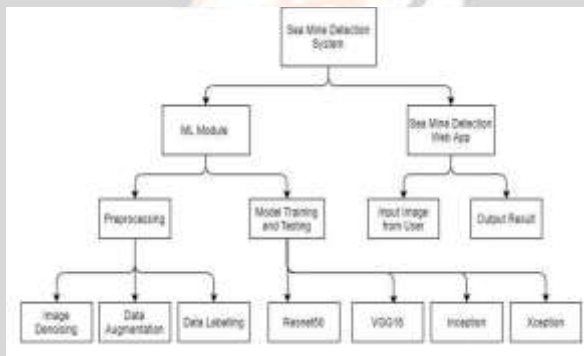 Sea Mine Detection
System
ML Module
Sea Mine Detection
Web App
Preprocessing
Model Training
and Testing
Input Image
from User
Output Result
Image
Denoising
Data
Augmentation
Data Labelling
Resnet50
VGG16
Inception
Xception